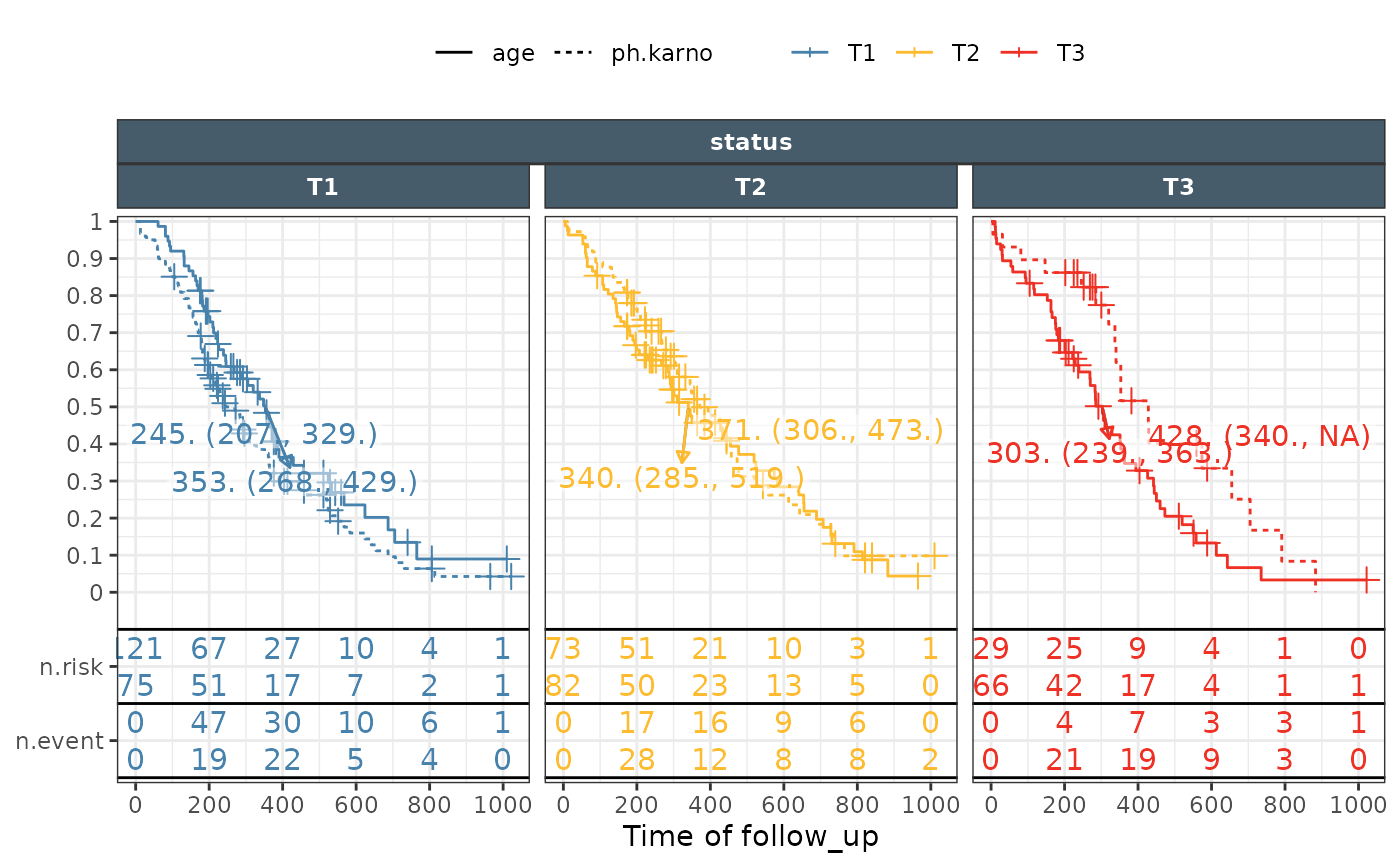 age ph.karno T1 T2 T3
status
T1 T2 T3
1
0.9
0.8
0.7
0.6
0.5
0.4
0.3
0.2
0.1
0
245. (207., 329.)
353. (268., 429.)
371. (306., 473.)
340. (285., 519.)
428. (340., NA)
303. (239., 363.)
n.risk
121 67 27 10 4 1 73 51 21 10 3 1 29 25 9 4 1 0
75 51 17 7 2 1 82 50 23 13 5 0 66 42 17 4 1 1
n.event
0 47 30 10 6 1 0 17 16 9 6 0 0 4 7 3 3 1
0 19 22 5 4 0 0 28 12 8 8 2 0 21 19 9 3 0
0 200 400 600 800 1000 0 200 400 600 800 1000 0 200 400 600 800 1000
Time of follow_up